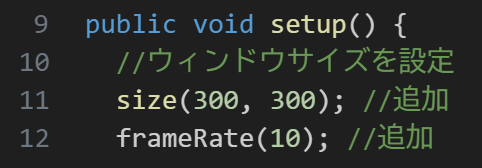 9 public void setup() {
10 //ウィンドウサイズを設定
11 size(300, 300); //追加
12 frameRate(10); //追加